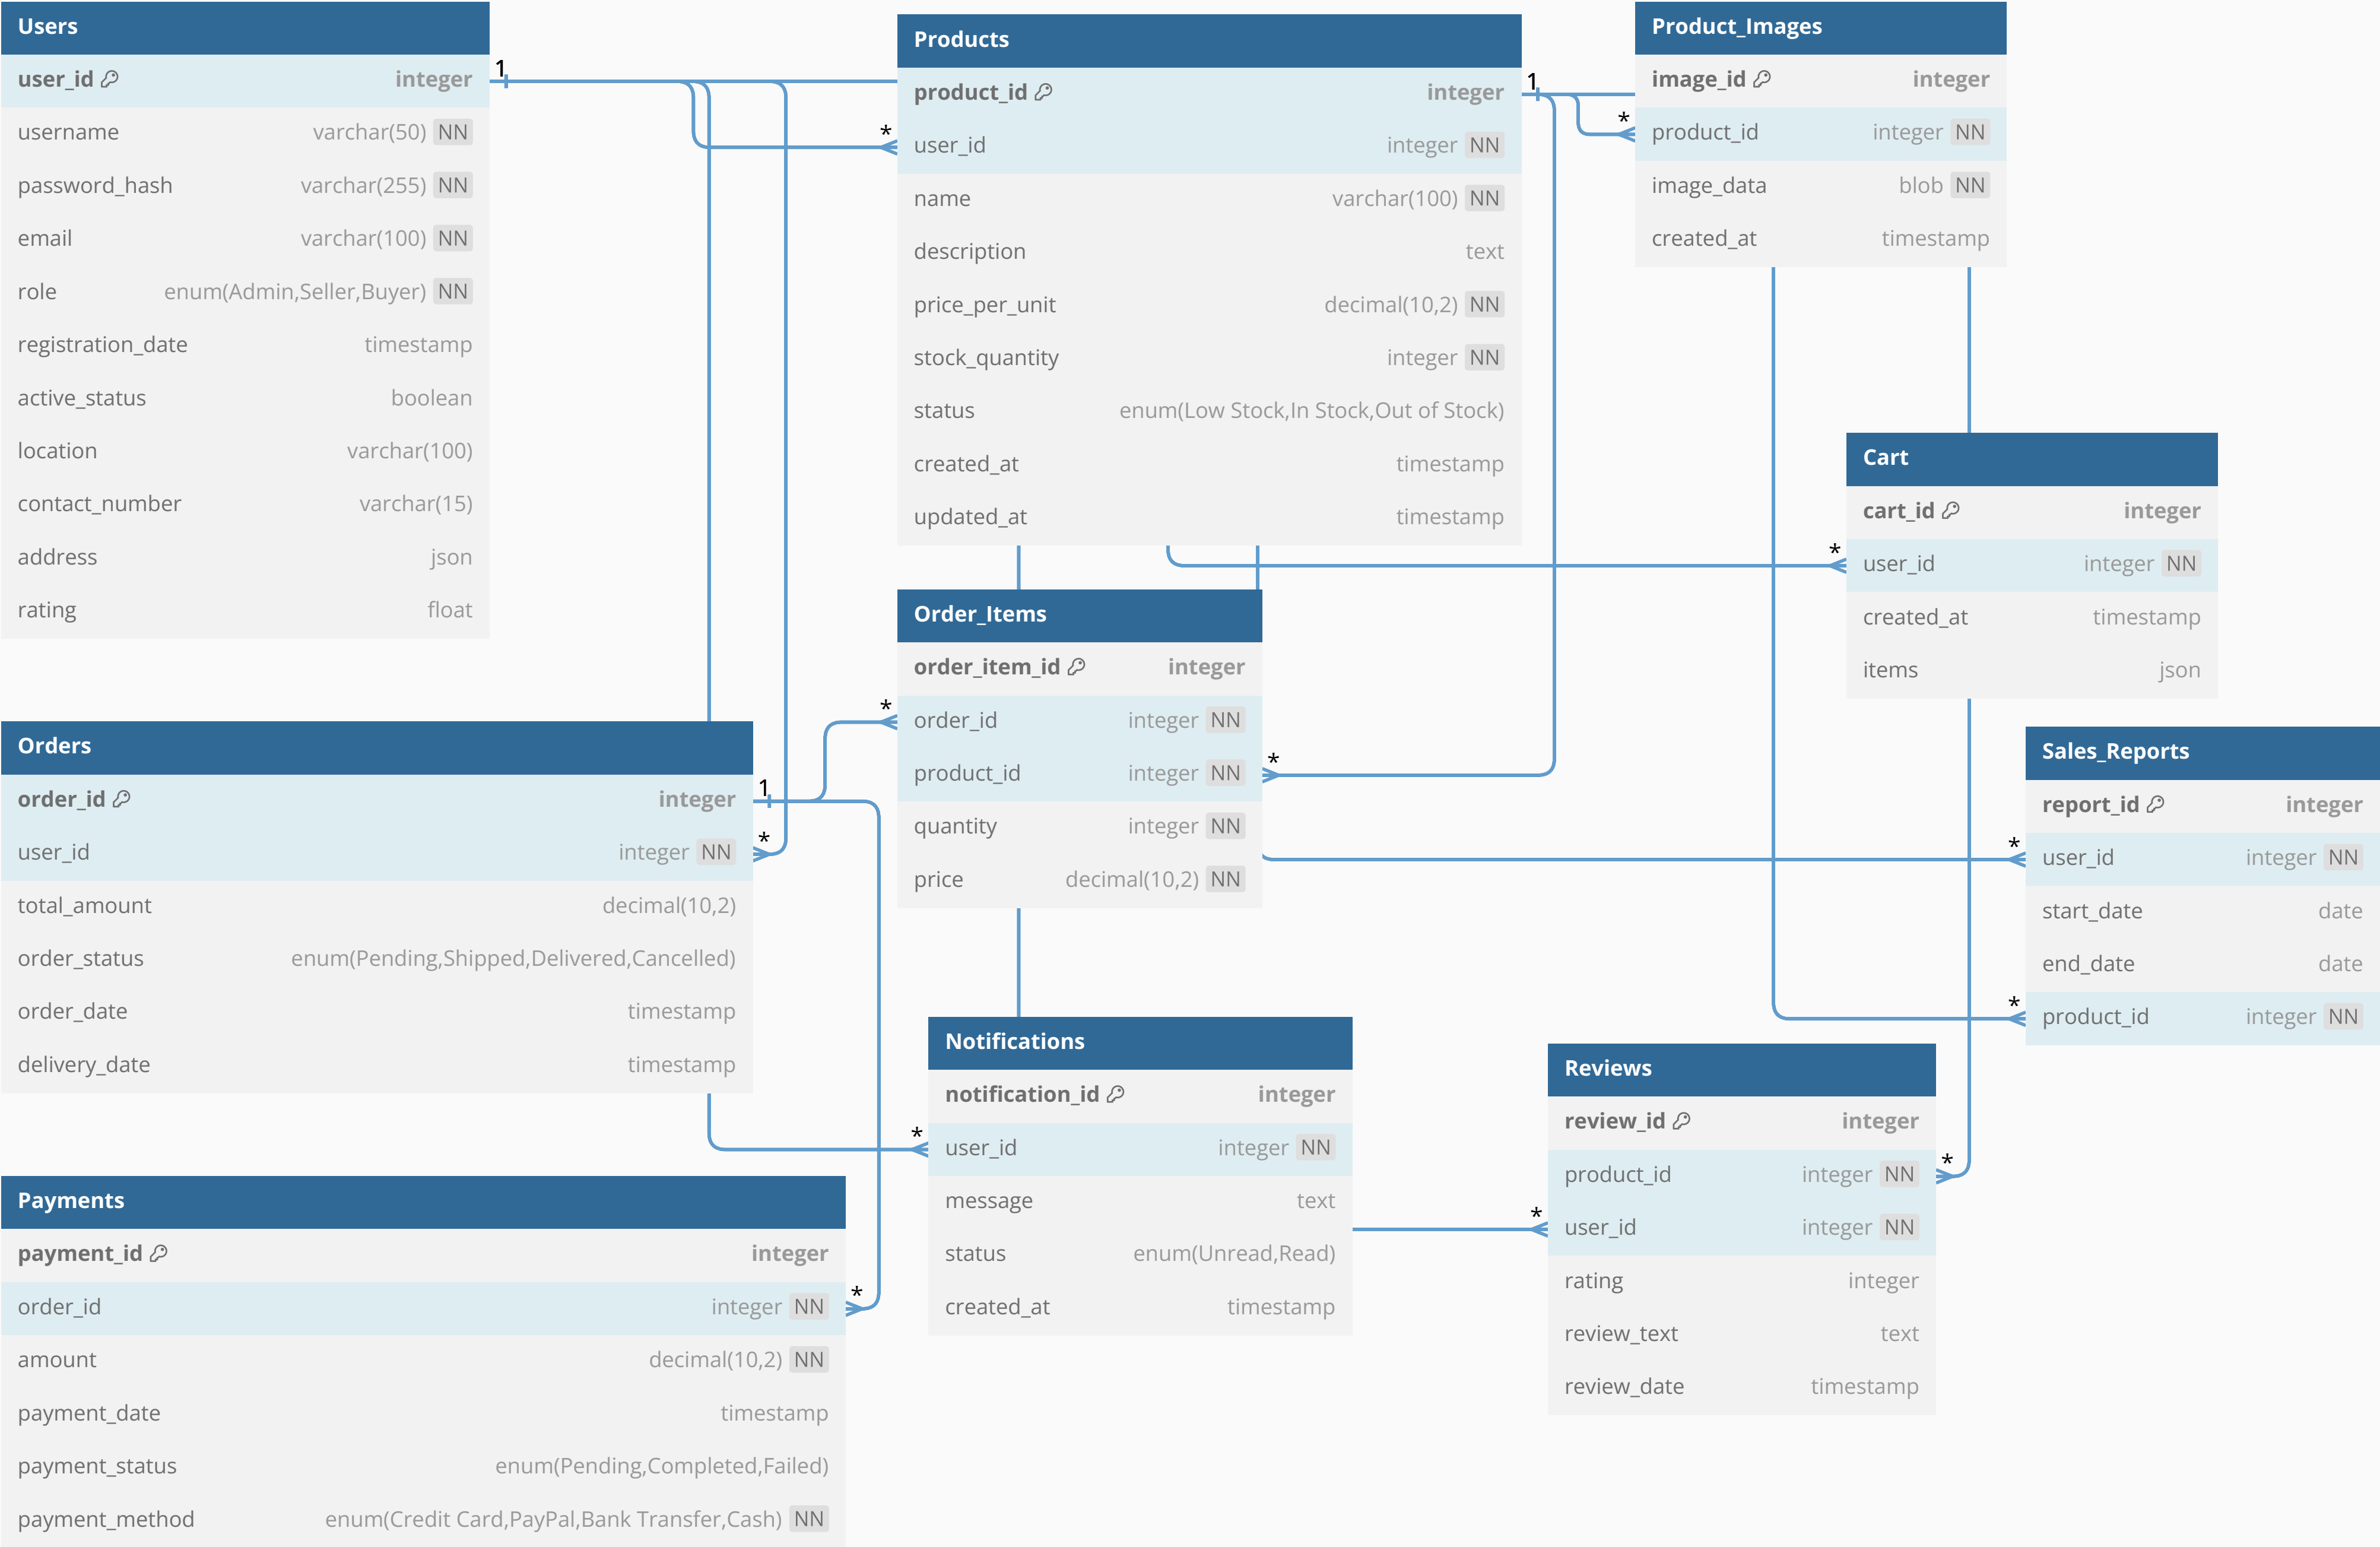 Users
user_id integer
username varchar(50) NN
password_hash varchar(255) NN
email varchar(100) NN
role enum(Admin,Seller,Buyer) NN
registration_date timestamp
active_status boolean
location varchar(100)
contact_number varchar(15)
address json
rating float
1
Products
product_id integer
user_id integer NN
name varchar(100) NN
description text
price_per_unit decimal(10,2) NN
stock_quantity integer NN
status enum(Low Stock,In Stock,Out of Stock)
created_at timestamp
updated_at timestamp
*
1
Product_Images
image_id integer
product_id integer NN
image_data blob NN
created_at timestamp
*
Cart
cart_id integer
user_id integer NN
created_at timestamp
items json
*
Order_Items
order_item_id integer
order_id integer NN
product_id integer NN
quantity integer NN
price decimal(10,2) NN
*
*
Orders
order_id integer
user_id integer NN
total_amount decimal(10,2)
order_status enum(Pending,Shipped,Delivered,Cancelled)
order_date timestamp
delivery_date timestamp
1
*
Sales_Reports
report_id integer
user_id integer NN
start_date date
end_date date
product_id integer NN
*
*
Notifications
notification_id integer
user_id integer NN
message text
status enum(Unread,Read)
created_at timestamp
*
Reviews
review_id integer
product_id integer NN
user_id integer NN
rating integer
review_text text
review_date timestamp
*
*
Payments
payment_id integer
order_id integer NN
amount decimal(10,2) NN
payment_date timestamp
payment_status enum(Pending,Completed,Failed)
payment_method enum(Credit Card,PayPal,Bank Transfer,Cash) NN
*